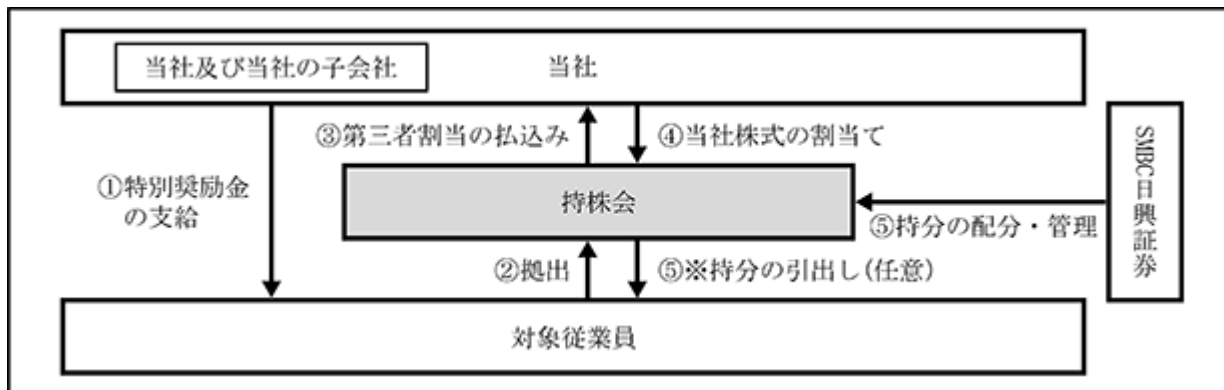 当社及び当社の子会社
当社
③第三者割当の払込み
④当社株式の割当て
①特別奨励金
の支給
持株会
SMBC日興証券
⑤持分の配分・管理
②拠出
⑤※持分の引出し(任意)
対象従業員